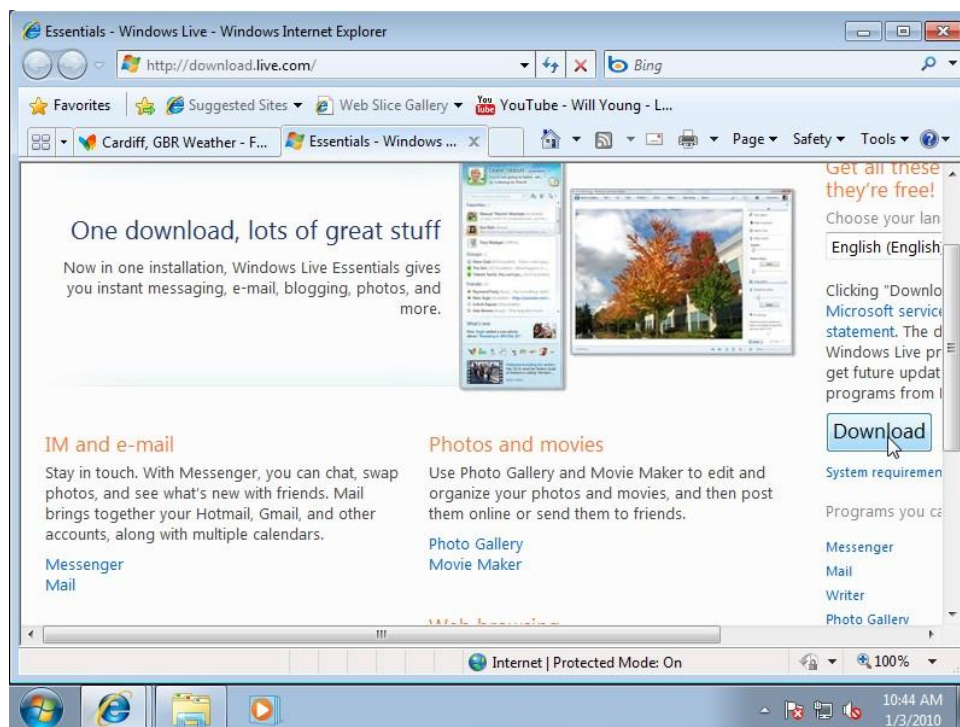 Essentials - Windows Live - Windows Internet Explorer
http://download.live.com/
Bing
Favorites
Suggested Sites
Web Slice Gallery
YouTube - Will Young - L...
Cardiff, GBR Weather - F...
Essentials - Windows ...
Page
Safety
Tools
Get all these
they're free!
Choose your lan
English (English
One download, lots of great stuff
Now in one installation, Windows Live Essentials gives
you instant messaging, e-mail, blogging, photos, and
more.
Clicking "Downlo
Microsoft service
statement. The d
Windows Live pr
get future updat
programs from
Download
System requiremen
Programs you ca
Messenger
Mail
Writer
Photo Gallery
IM and e-mail
Stay in touch. With Messenger, you can chat, swap
photos, and see what's new with friends. Mail
brings together your Hotmail, Gmail, and other
accounts, along with multiple calendars.
Messenger
Mail
Photos and movies
Use Photo Gallery and Movie Maker to edit and
organize your photos and movies, and then post
them online or send them to friends.
Photo Gallery
Movie Maker
Web browsing
Internet | Protected Mode: On
100%
10:44 AM
1/3/2010